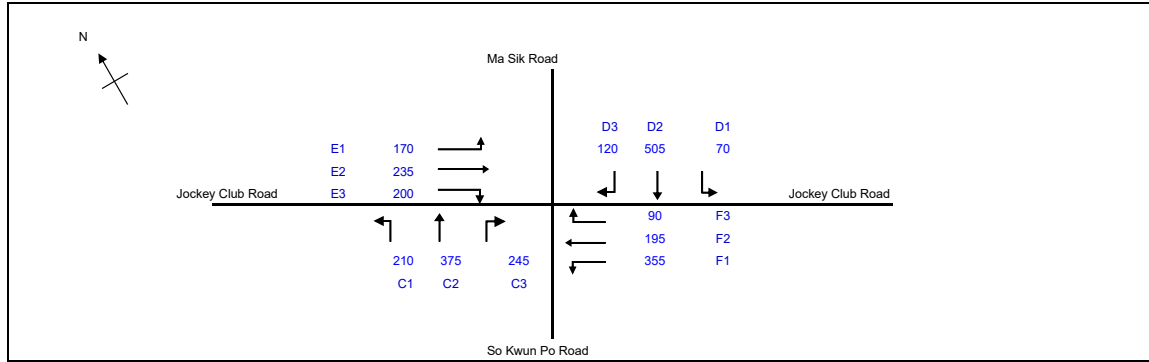 N
Ma Sik Road
D3 D2 D1
E1 170 120 505 70
E2 235
E3 200
Jockey Club Road Jockey Club Road
90 F3
195 F2
210 375 245 355 F1
C1 C2 C3
So Kwun Po Road